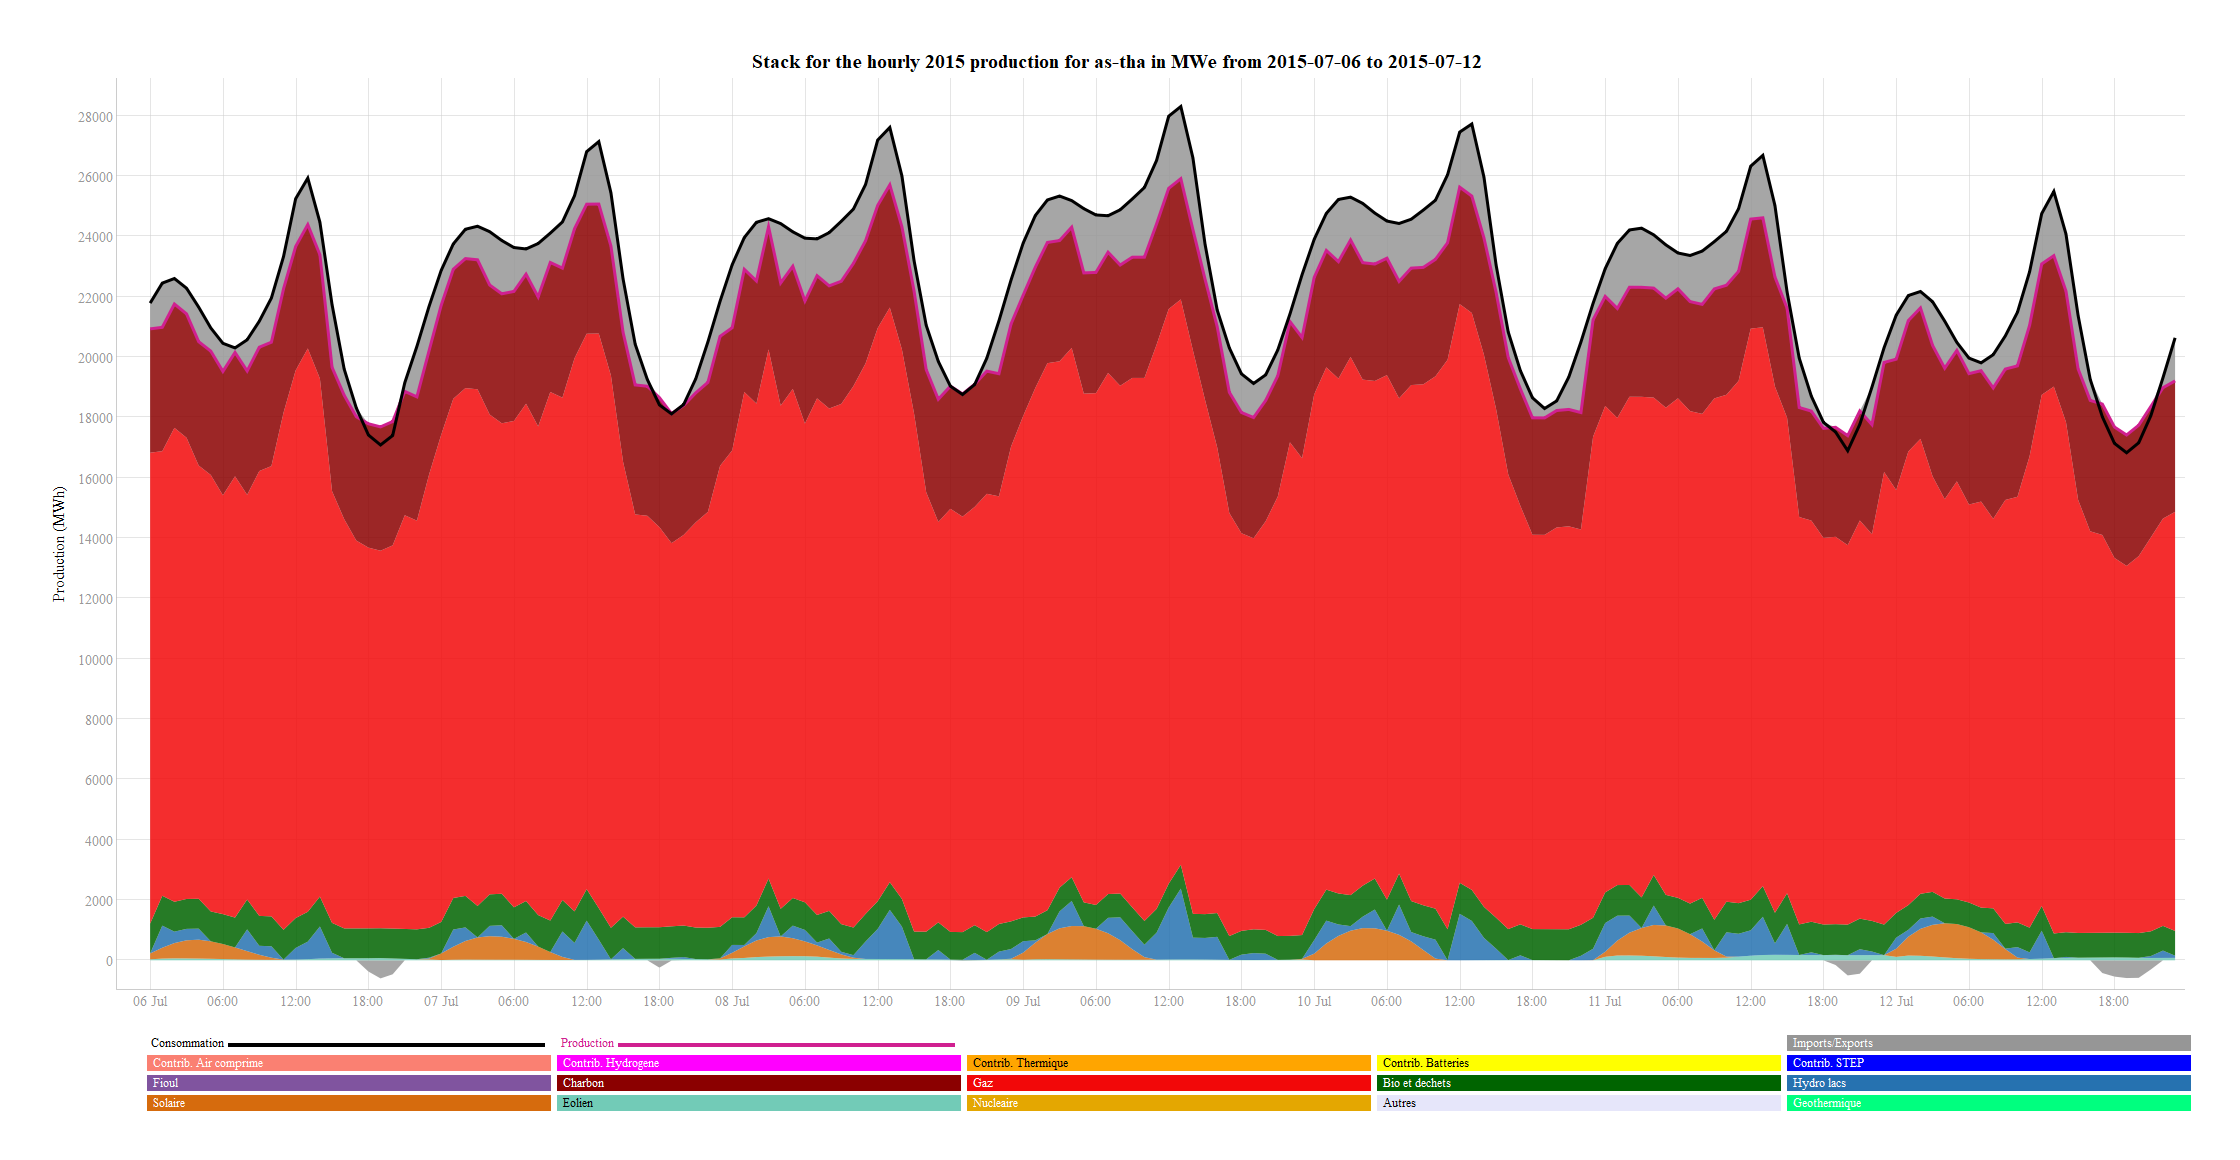 Stack for the hourly 2015 production for as-tha in MWe from 2015-07-06 to 2015-07-12
Production (MWh)
28000
26000
24000
22000
20000
18000
16000
14000
12000
10000
8000
6000
4000
2000
0
06 Jul 06:00 12:00 18:00 07 Jul 06:00 12:00 18:00 08 Jul 06:00 12:00 18:00 09 Jul 06:00 12:00 18:00 10 Jul 06:00 12:00 18:00 11 Jul 06:00 12:00 18:00 12 Jul 06:00 12:00 18:00
Consommation Production Imports/Exports
Contrib. Air comprime Contrib. Hydrogene Contrib. Thermique Contrib. Batteries Contrib. STEP
Fioul Charbon Gaz Bio et dechets Hydro lacs
Solaire Eolien Nucleaire Autres Geothermique